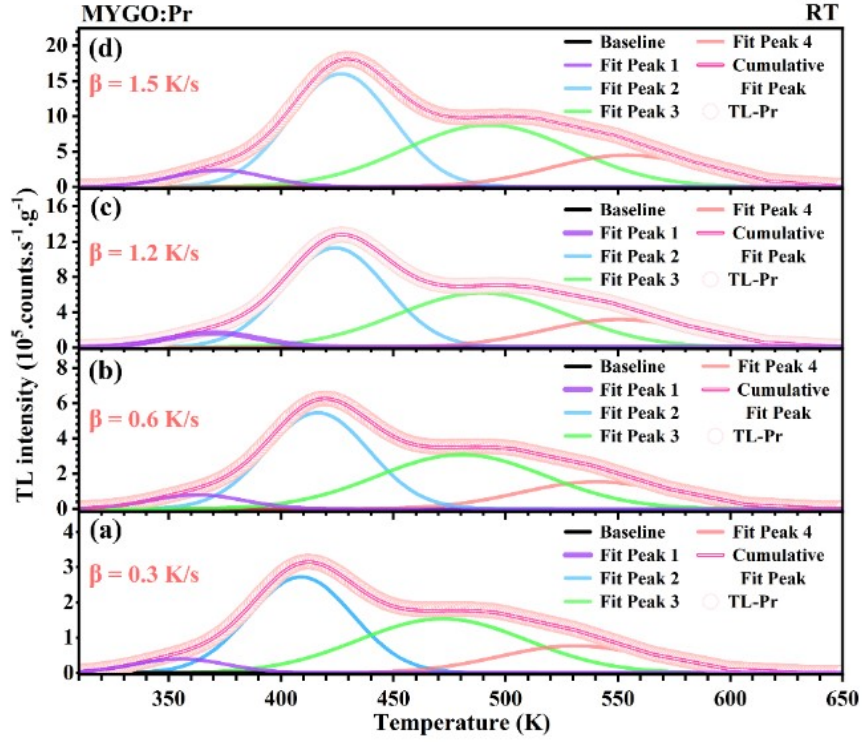 MYGO:Pr RT
TL intensity (10⁵.counts.s⁻¹.g⁻¹)
(d)
β = 1.5 K/s
Baseline Fit Peak 4
Fit Peak 1 Cumulative
Fit Peak 2 Fit Peak
Fit Peak 3 TL-Pr
20
15
10
5
0
(c)
β = 1.2 K/s
Baseline Fit Peak 4
Fit Peak 1 Cumulative
Fit Peak 2 Fit Peak
Fit Peak 3 TL-Pr
16
12
8
4
0
(b)
β = 0.6 K/s
Baseline Fit Peak 4
Fit Peak 1 Cumulative
Fit Peak 2 Fit Peak
Fit Peak 3 TL-Pr
8
6
4
2
0
(a)
β = 0.3 K/s
Baseline Fit Peak 4
Fit Peak 1 Cumulative
Fit Peak 2 Fit Peak
Fit Peak 3 TL-Pr
4
3
2
1
0
350 400 450 500 550 600 650
Temperature (K)